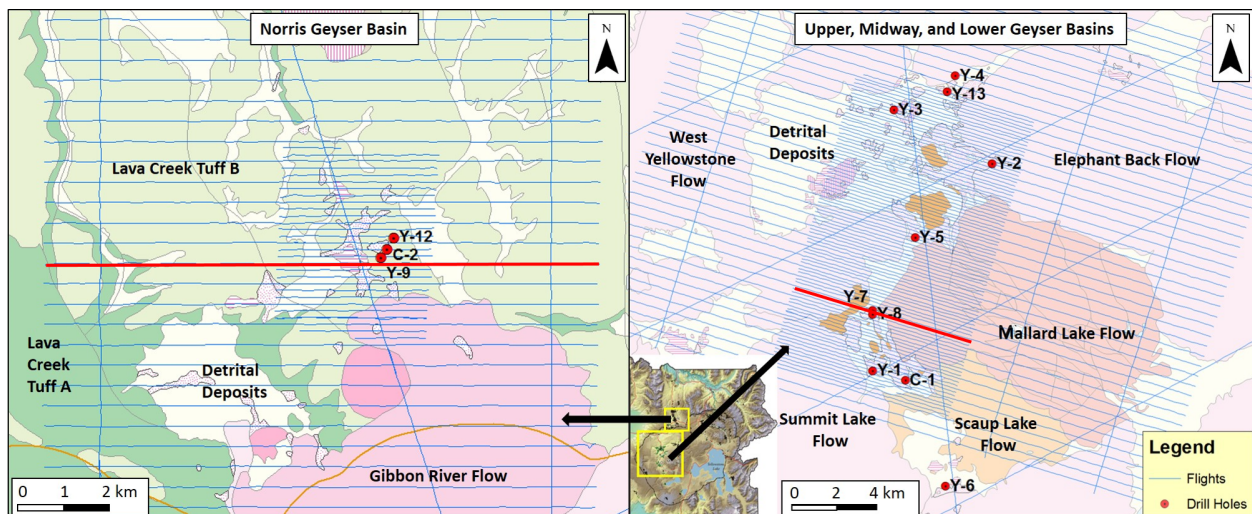 Norris Geyser Basin
N
Lava Creek Tuff B
Y-12
C-2
Y-9
Lava
Creek
Tuff A
Detrital
Deposits
Gibbon River Flow
0 1 2 km
Upper, Midway, and Lower Geyser Basins
N
Y-4
Y-13
Y-3
West
Yellowstone
Flow
Detrital
Deposits
Y-2
Elephant Back Flow
Y-5
Y-7
Y-8
Mallard Lake Flow
Y-1
C-1
Summit Lake
Flow
Scaup Lake
Flow
Y-6
0 2 4 km
Legend
Flights
Drill Holes